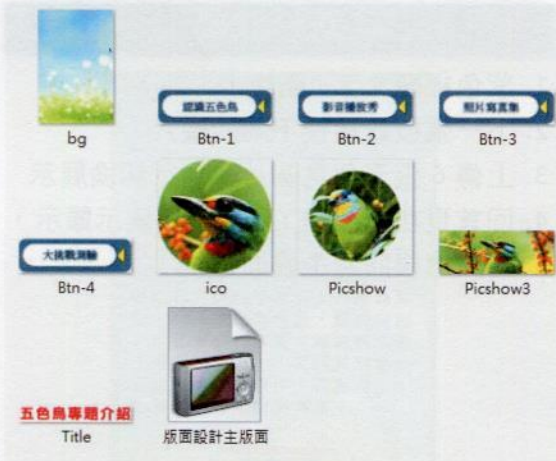 bg
認識五色鳥
Btn-1
影音播放秀
Btn-2
照片寫真集
Btn-3
大挑戰測驗
Btn-4
ico
Picshow
Picshow3
五色鳥專題介紹
Title
版面設計主版面